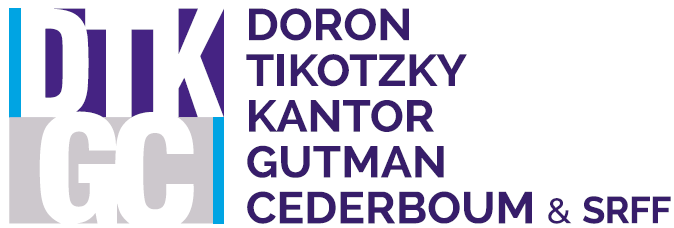 DTK
GC
DORON
TIKOTZKY
KANTOR
GUTMAN
CEDERBOUM & SRFF